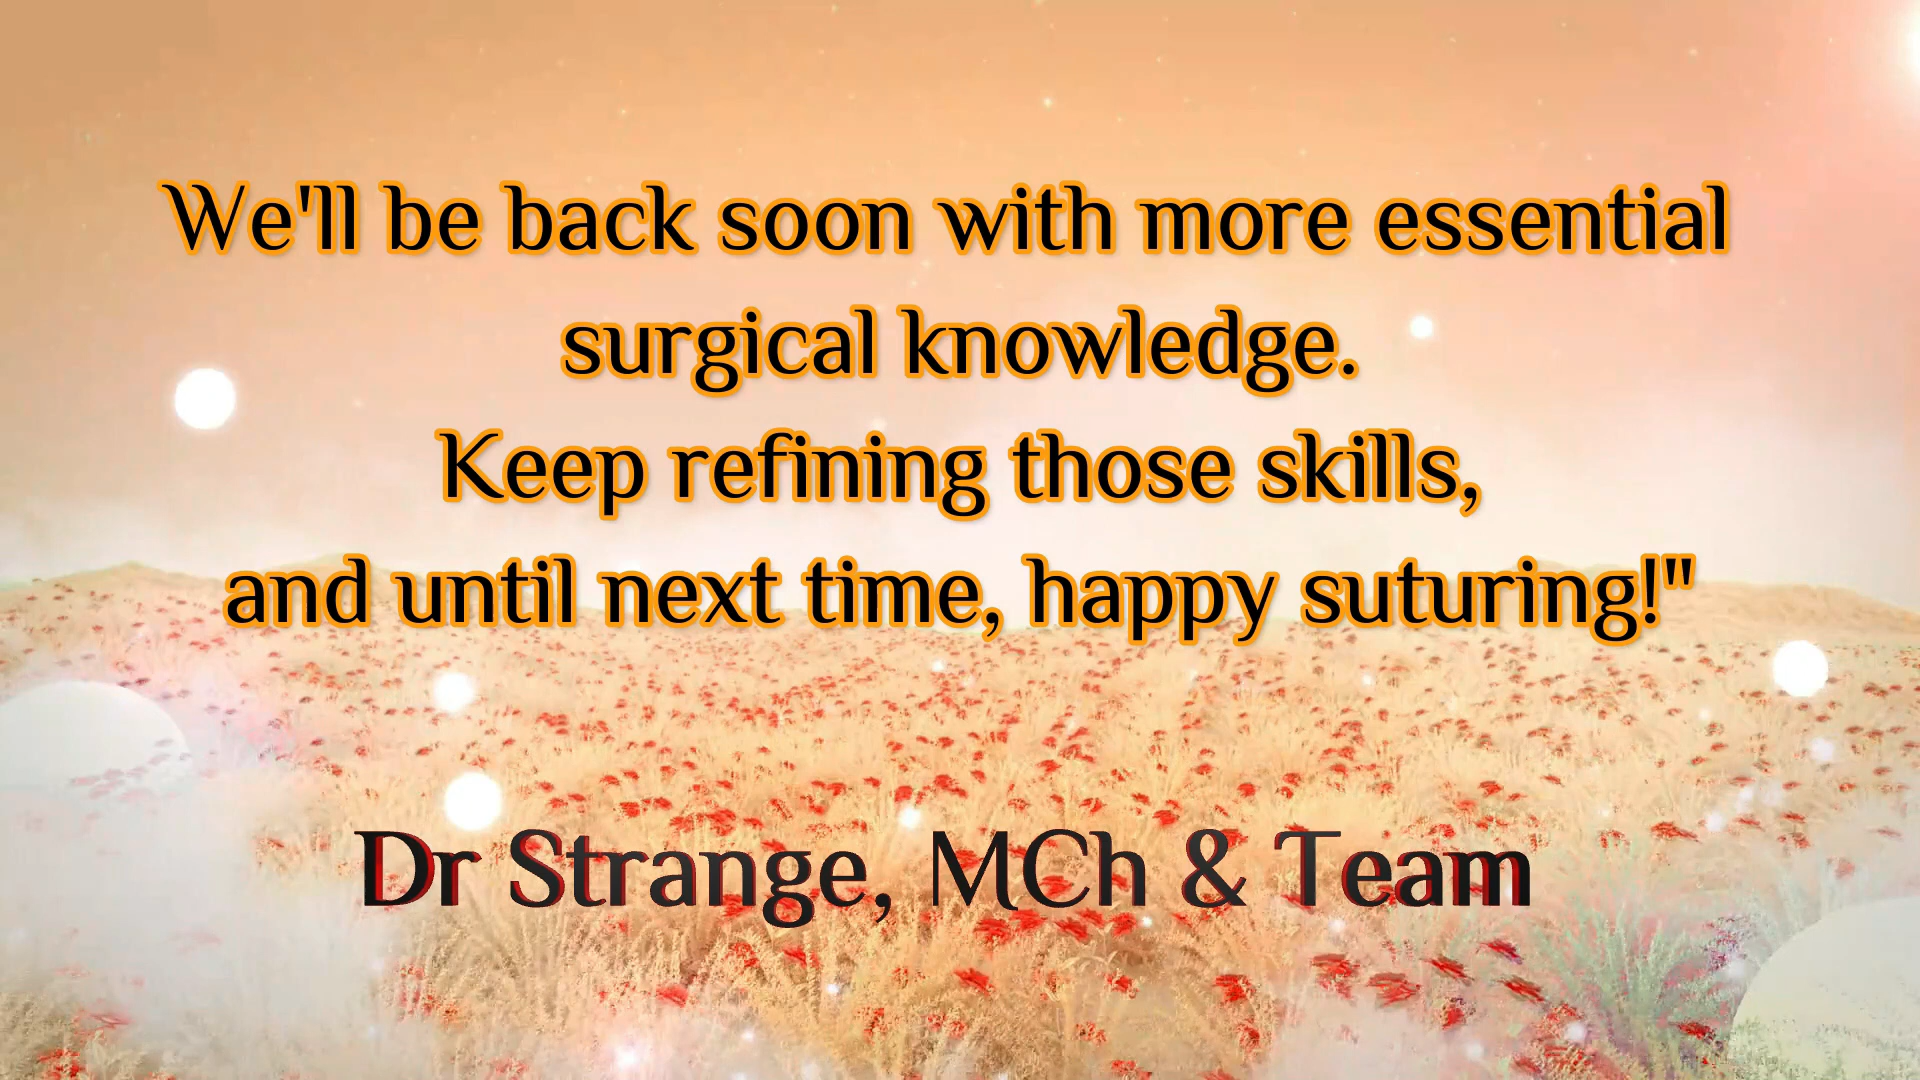 We'll be back soon with more essential
surgical knowledge.
Keep refining those skills,
and until next time, happy suturing!"
Dr Strange, MCh & Team